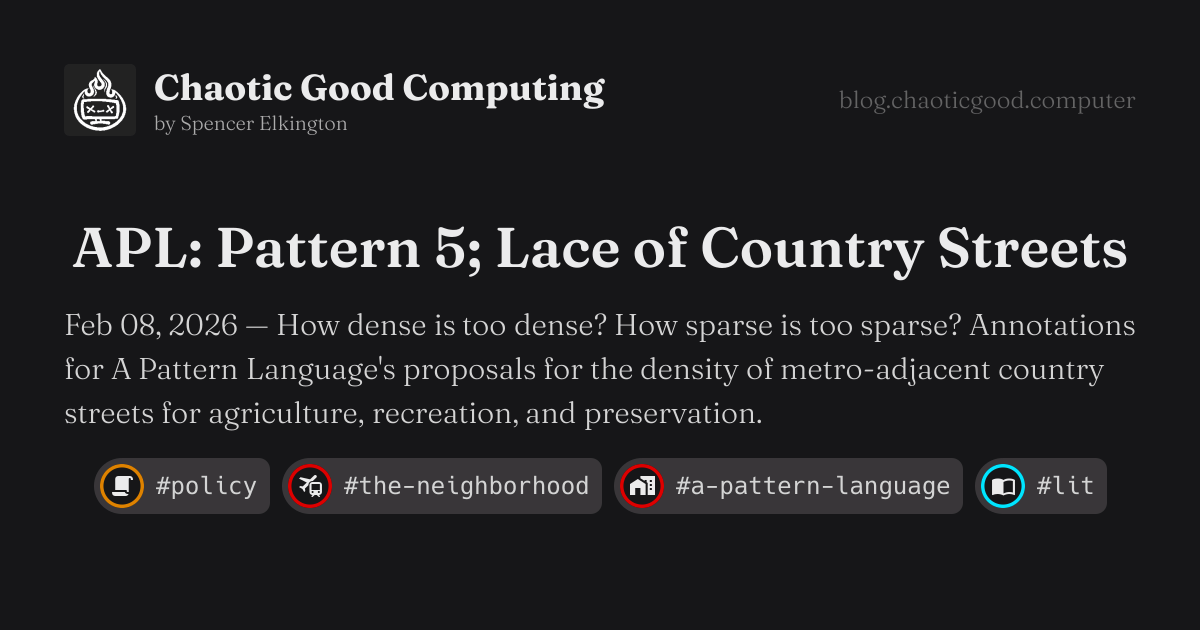 Chaotic Good Computing
by Spencer Elkington
blog.chaoticgood.computer
APL: Pattern 5; Lace of Country Streets
Feb 08, 2026 — How dense is too dense? How sparse is too sparse? Annotations
for A Pattern Language's proposals for the density of metro-adjacent country
streets for agriculture, recreation, and preservation.
#policy #the-neighborhood #a-pattern-language #lit